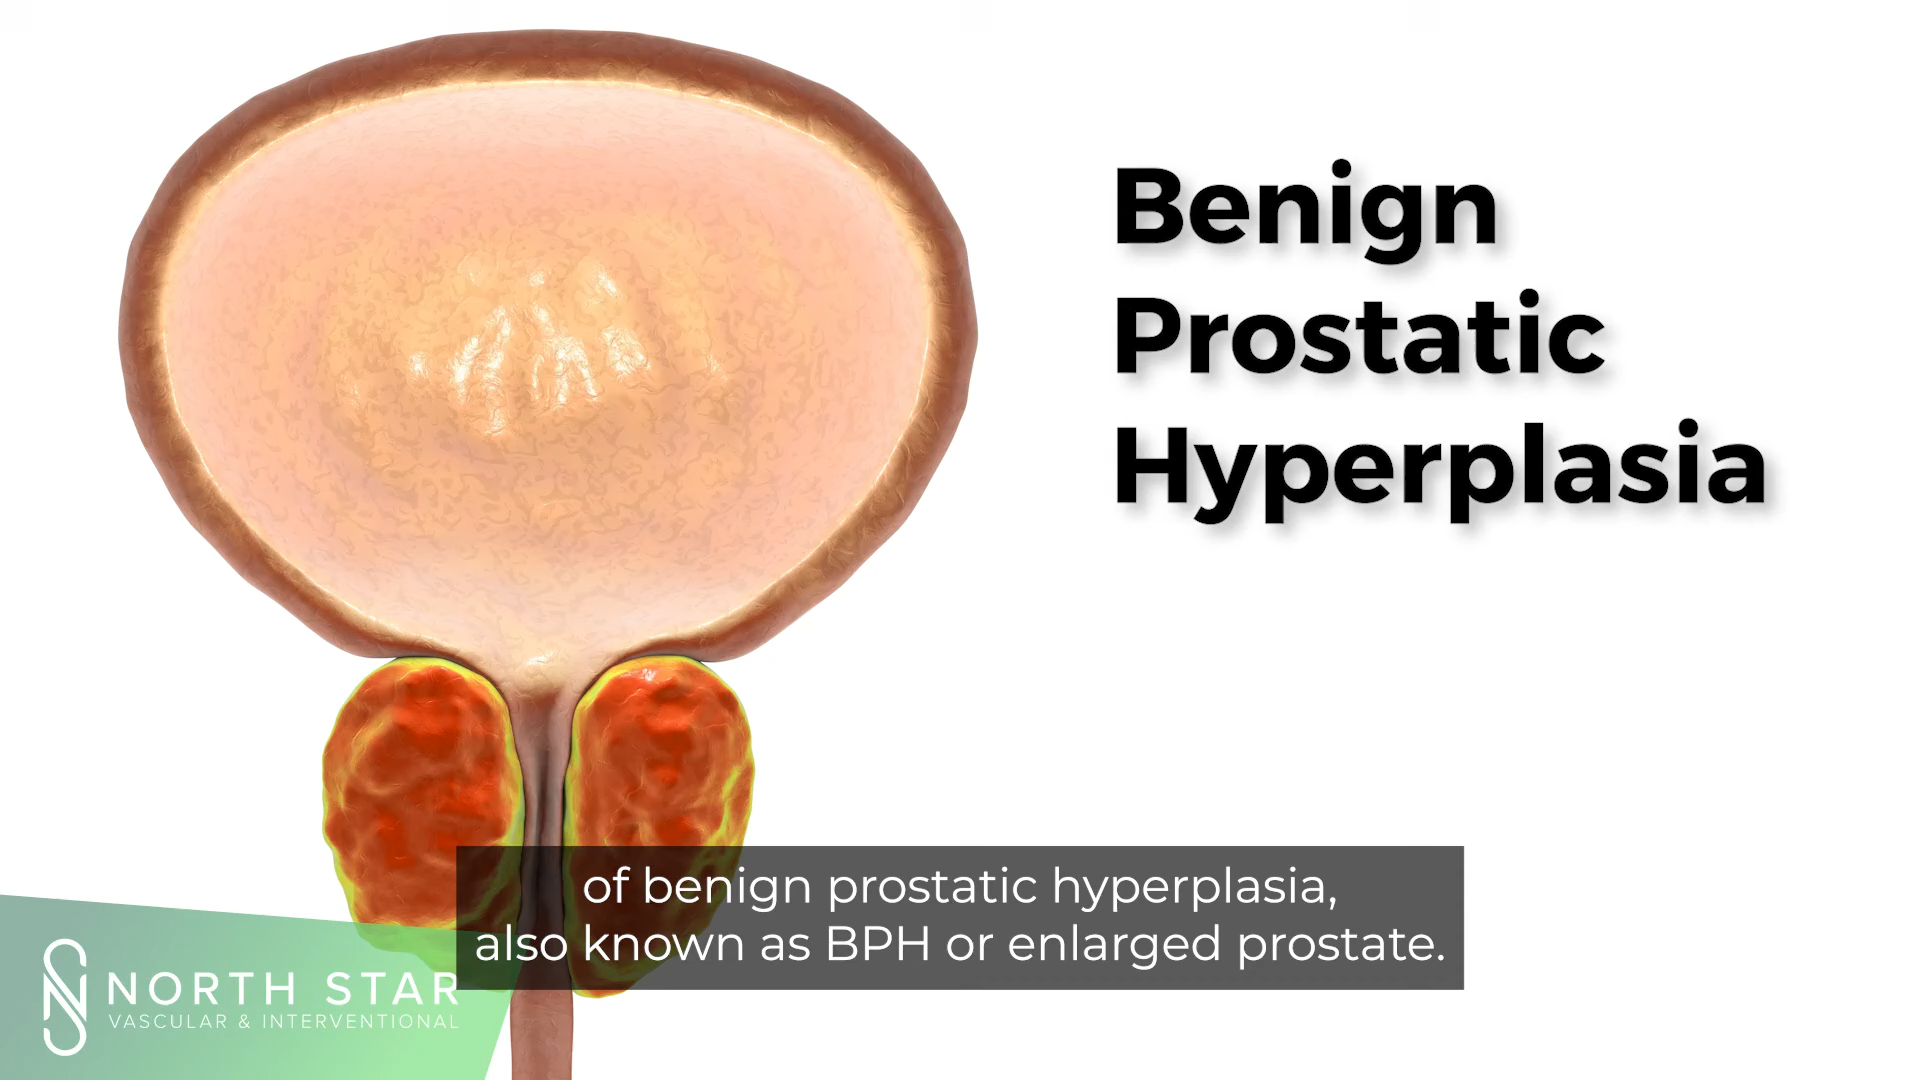 Benign
Prostatic
Hyperplasia
of benign prostatic hyperplasia,
also known as BPH or enlarged prostate.
NORTH STAR
VASCULAR & INTERVENTIONAL